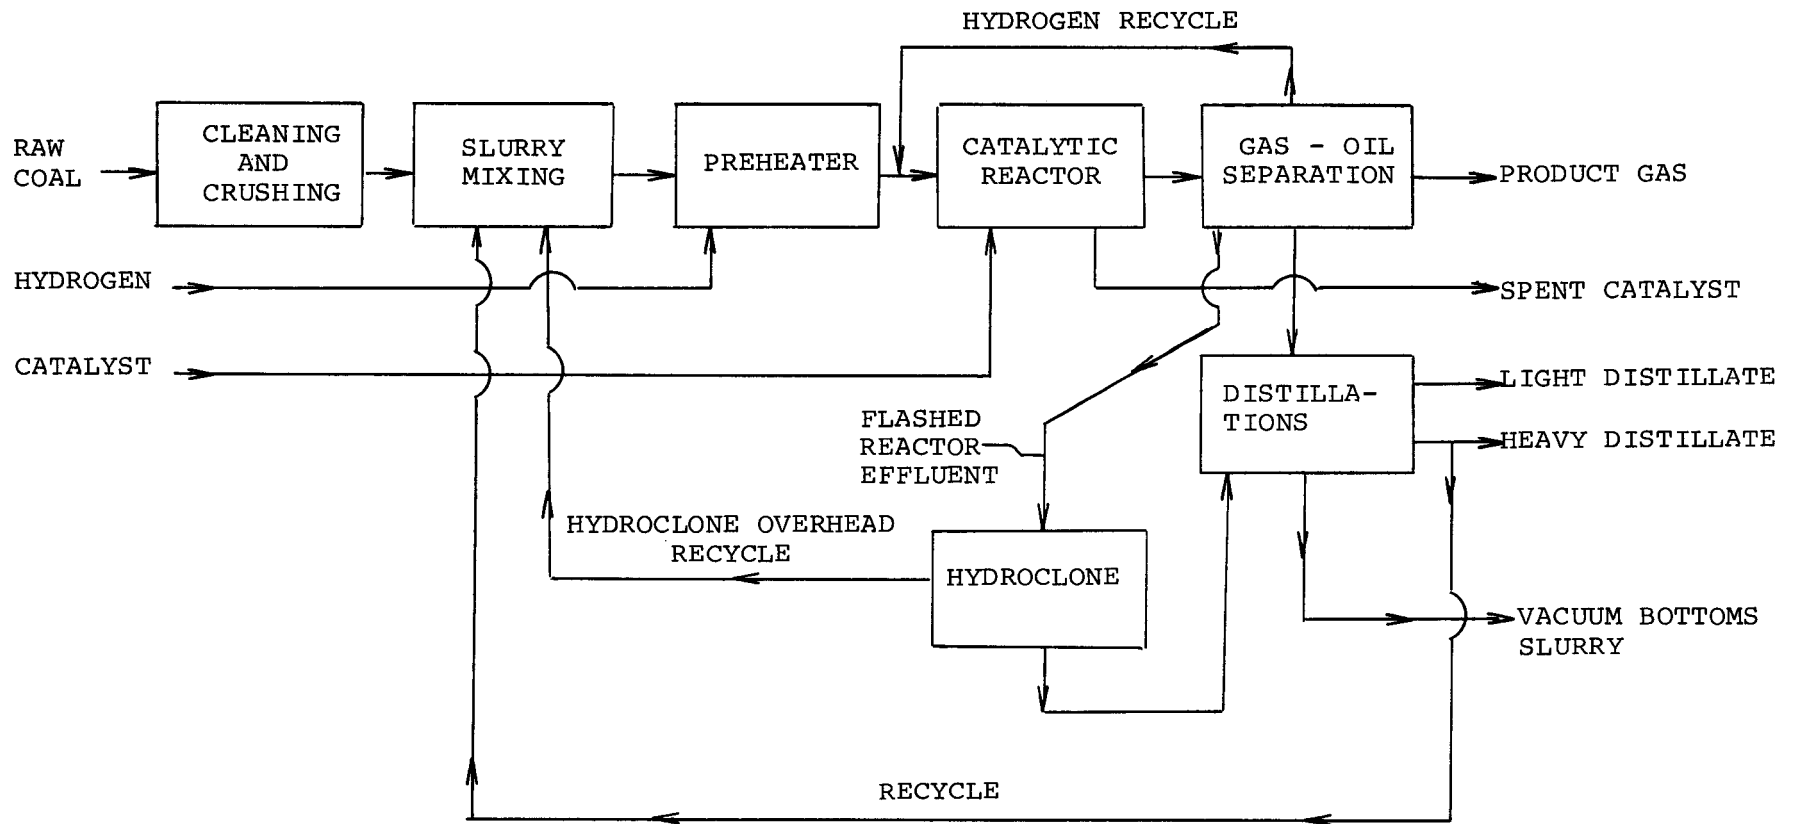 HYDROGEN RECYCLE
RAW
COAL
CLEANING
AND
CRUSHING
SLURRY
MIXING
PREHEATER
CATALYTIC
REACTOR
GAS - OIL
SEPARATION
PRODUCT GAS
HYDROGEN
SPENT CATALYST
CATALYST
DISTILLA-
TIONS
LIGHT DISTILLATE
HEAVY DISTILLATE
FLASHED
REACTOR
EFFLUENT
HYDROCLONE OVERHEAD
RECYCLE
HYDROCLONE
VACUUM BOTTOMS
SLURRY
RECYCLE